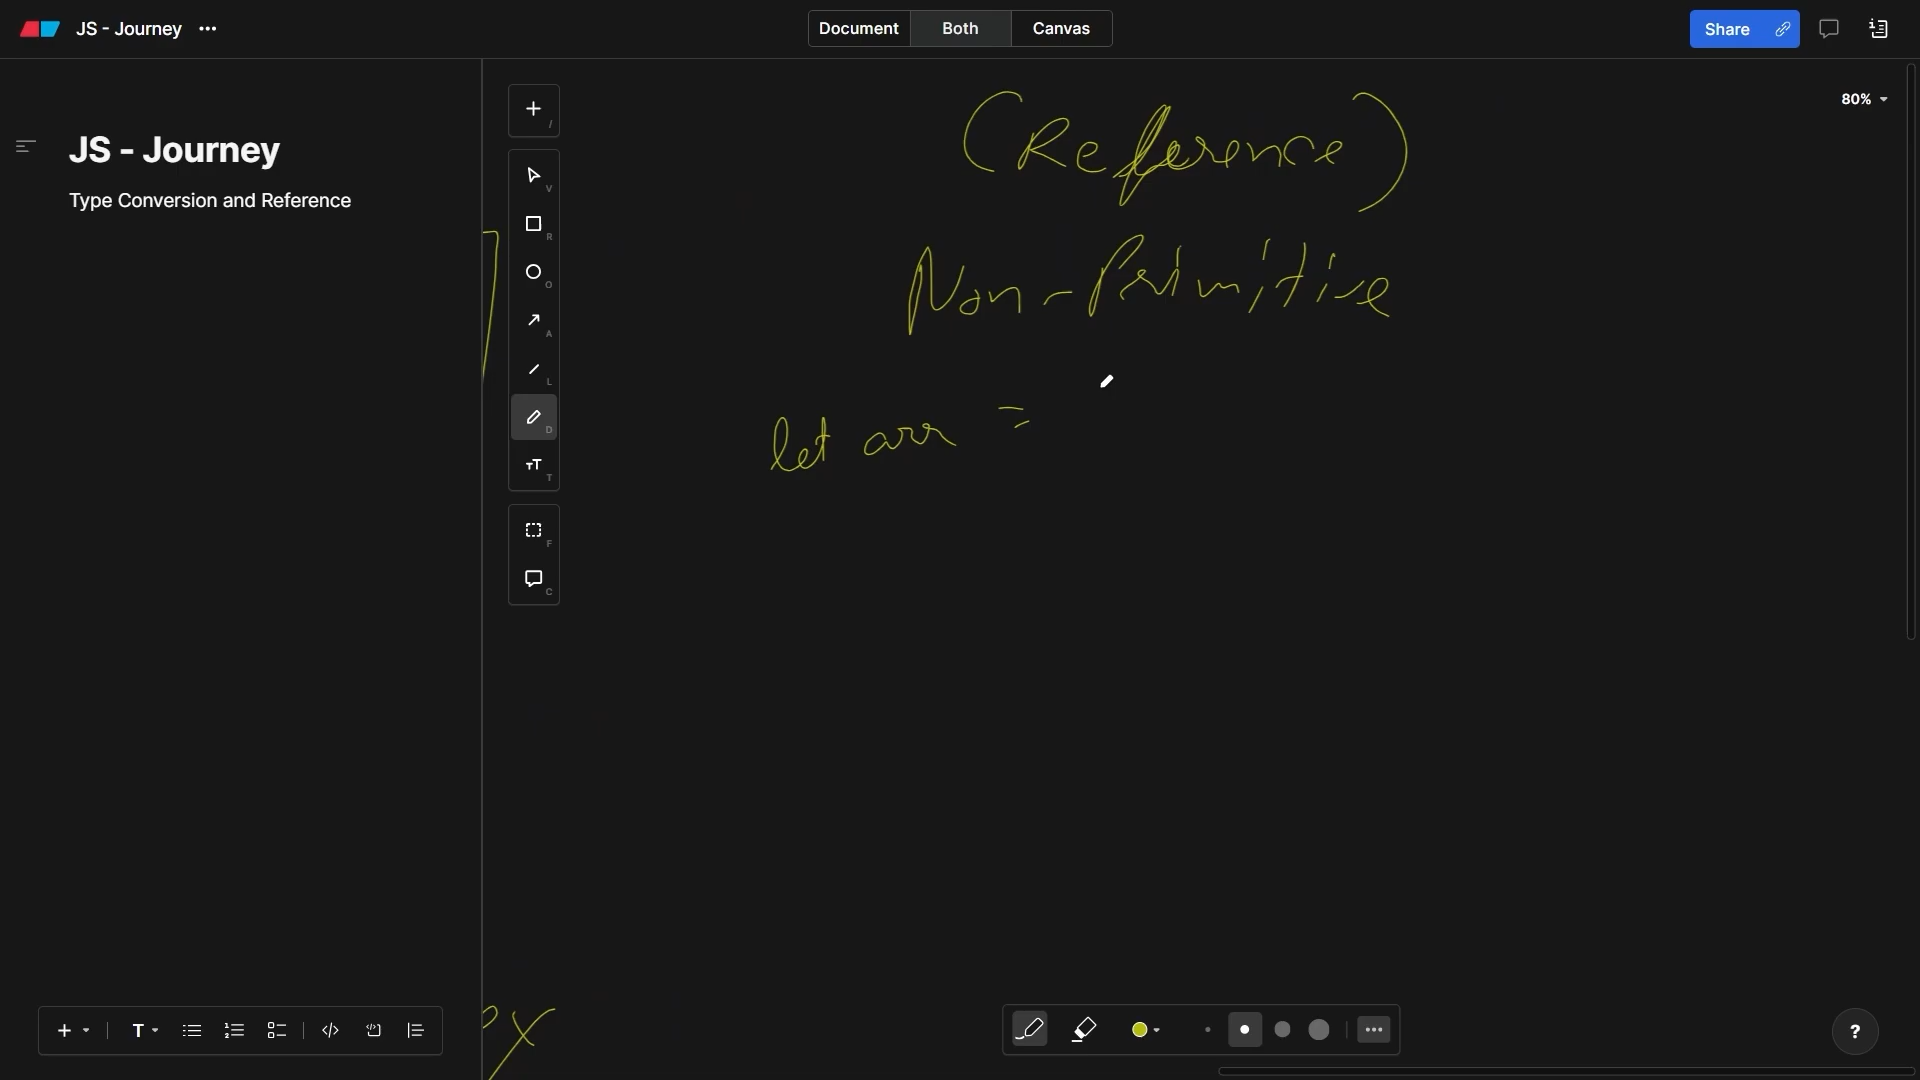 JS - Journey
Document Both Canvas
Share
80%
JS - Journey
Type Conversion and Reference
/
V
R
O
A
L
D
T
F
C
(Reference)
Non-Primitive
let arr =
T
?